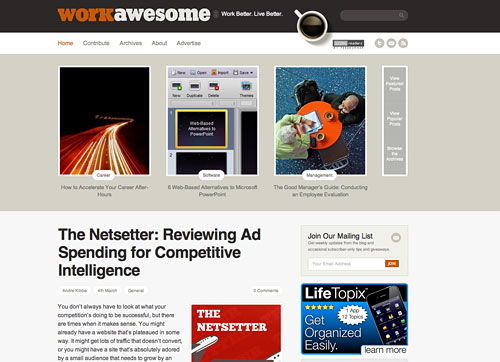 workawesome
Work Better. Live Better.
Home
Contribute
Archives
About
Advertise
readers
New
Open
Import
Save
New
Duplicate
Delete
Themes
1
Web-Based
Alternatives to
PowerPoint
2
View
Featured
Posts
View
Popular
Posts
Browse
the
Archives
Career
Software
Management
How to Accelerate Your Career After-
Hours
6 Web-Based Alternatives to Microsoft
PowerPoint
The Good Manager's Guide: Conducting
an Employee Evaluation
The Netsetter: Reviewing Ad
Spending for Competitive
Intelligence
Andre Kibbe
4th March
General
0 Comments
You don't always have to look at what your
competition's doing to be successful, but there
are times when it makes sense. You might
already have a website that's plateaued in some
way. It might get lots of traffic that doesn't convert,
or you might have a site that's absolutely adored
by a small audience that needs to grow by an
THE
NETSETTER
Join Our Mailing List
Get weekly updates from the blog and
occasional subscriber-only tips and giveaways.
Your Email Address
JOIN
LifeTopix
1 App
12 Topics
Get
Organized
Easily.
learn more